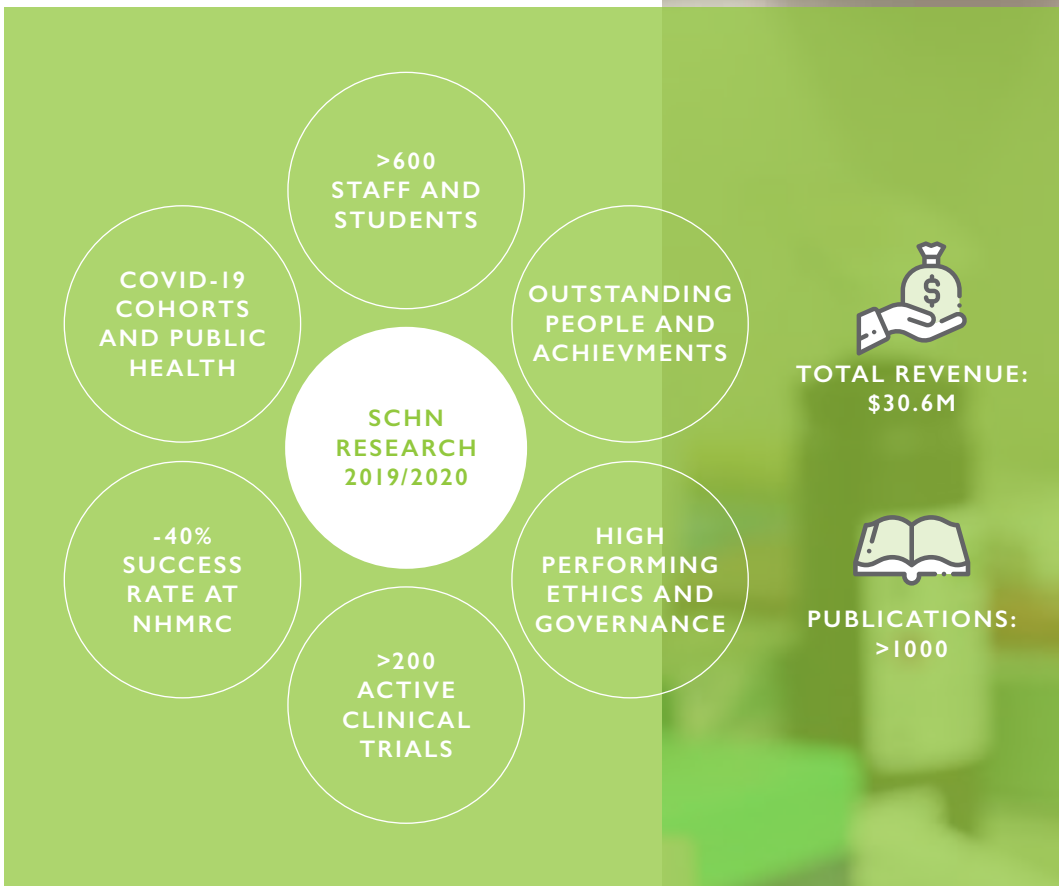 >600
STAFF AND
STUDENTS
COVID-19
COHORTS
AND PUBLIC
HEALTH
OUTSTANDING
PEOPLE AND
ACHIEVMENTS
SCHN
RESEARCH
2019/2020
-40%
SUCCESS
RATE AT
NHMRC
HIGH
PERFORMING
ETHICS AND
GOVERNANCE
>200
ACTIVE
CLINICAL
TRIALS
$
TOTAL REVENUE:
$30.6M
PUBLICATIONS:
>1000